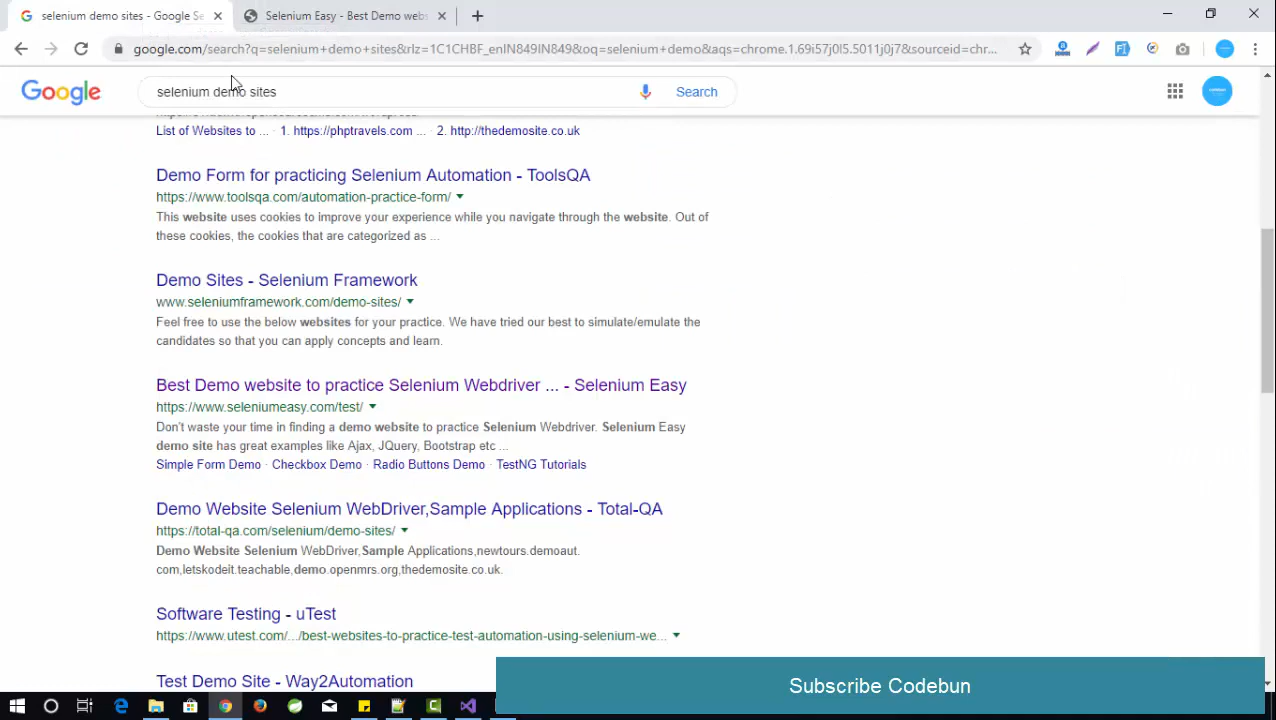 selenium demo sites - Google S
Selenium Easy - Best Demo webs
google.com/search?q=selenium+demo+sites&rlz=1C1CHBF_enIN849IN849&oq=selenium+demo&aqs=chrome.1.69i57j0l5.5011j0j7&sourceid=chr...
Google
selenium demo sites
Search
List of Websites to ... · 1. https://phptravels.com ... · 2. http://thedemosite.co.uk
Demo Form for practicing Selenium Automation - ToolsQA
https://www.toolsqa.com/automation-practice-form/
This website uses cookies to improve your experience while you navigate through the website. Out of
these cookies, the cookies that are categorized as ...
Demo Sites - Selenium Framework
www.seleniumframework.com/demo-sites/
Feel free to use the below websites for your practice. We have tried our best to simulate/emulate the
candidates so that you can apply concepts and learn.
Best Demo website to practice Selenium Webdriver ... - Selenium Easy
https://www.seleniumeasy.com/test/
Don't waste your time in finding a demo website to practice Selenium Webdriver. Selenium Easy
demo site has great examples like Ajax, JQuery, Bootstrap etc ...
Simple Form Demo · Checkbox Demo · Radio Buttons Demo · TestNG Tutorials
Demo Website Selenium WebDriver,Sample Applications - Total-QA
https://total-qa.com/selenium/demo-sites/
Demo Website Selenium WebDriver,Sample Applications,newtours.demoaut.
com,letskodeit.teachable,demo.openmrs.org,thedemosite.co.uk.
Software Testing - uTest
https://www.utest.com/.../best-websites-to-practice-test-automation-using-selenium-we...
Test Demo Site - Way2Automation
Subscribe Codebun